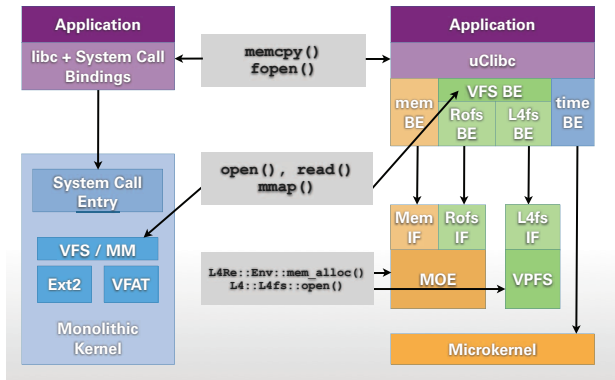 Application
libc + System Call
Bindings
System Call
Entry
VFS / MM
Ext2
VFAT
Monolithic
Kernel
memcpy()
fopen()
open(), read()
mmap()
L4Re::Env::mem_alloc()
L4::L4fs::open()
Application
uClibc
mem
BE
VFS BE
Rofs
BE
L4fs
BE
time
BE
Mem
IF
Rofs
IF
L4fs
IF
MOE
VPFS
Microkernel